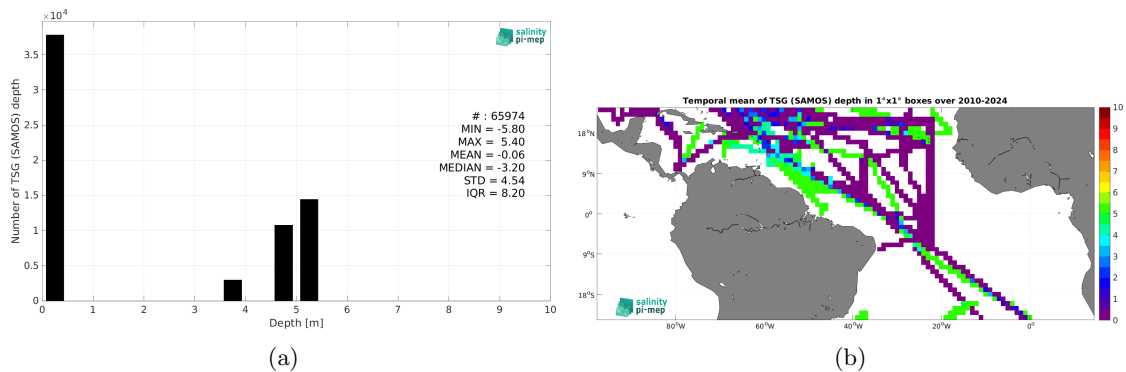 ×10⁴
3.5
3
2.5
2
1.5
1
0.5
0
0 1 2 3 4 5 6 7 8 9 10
Number of TSG (SAMOS) depth
Depth [m]
salinity
pi-mep
# : 65974
MIN = -5.80
MAX = 5.40
MEAN = -0.06
MEDIAN = -3.20
STD = 4.54
IQR = 8.20
(a)
Temporal mean of TSG (SAMOS) depth in 1°x1° boxes over 2010-2024
18°N
9°N
0°
9°S
18°S
80°W 60°W 40°W 20°W 0°
salinity
pi-mep
10
9
8
7
6
5
4
3
2
1
0
(b)